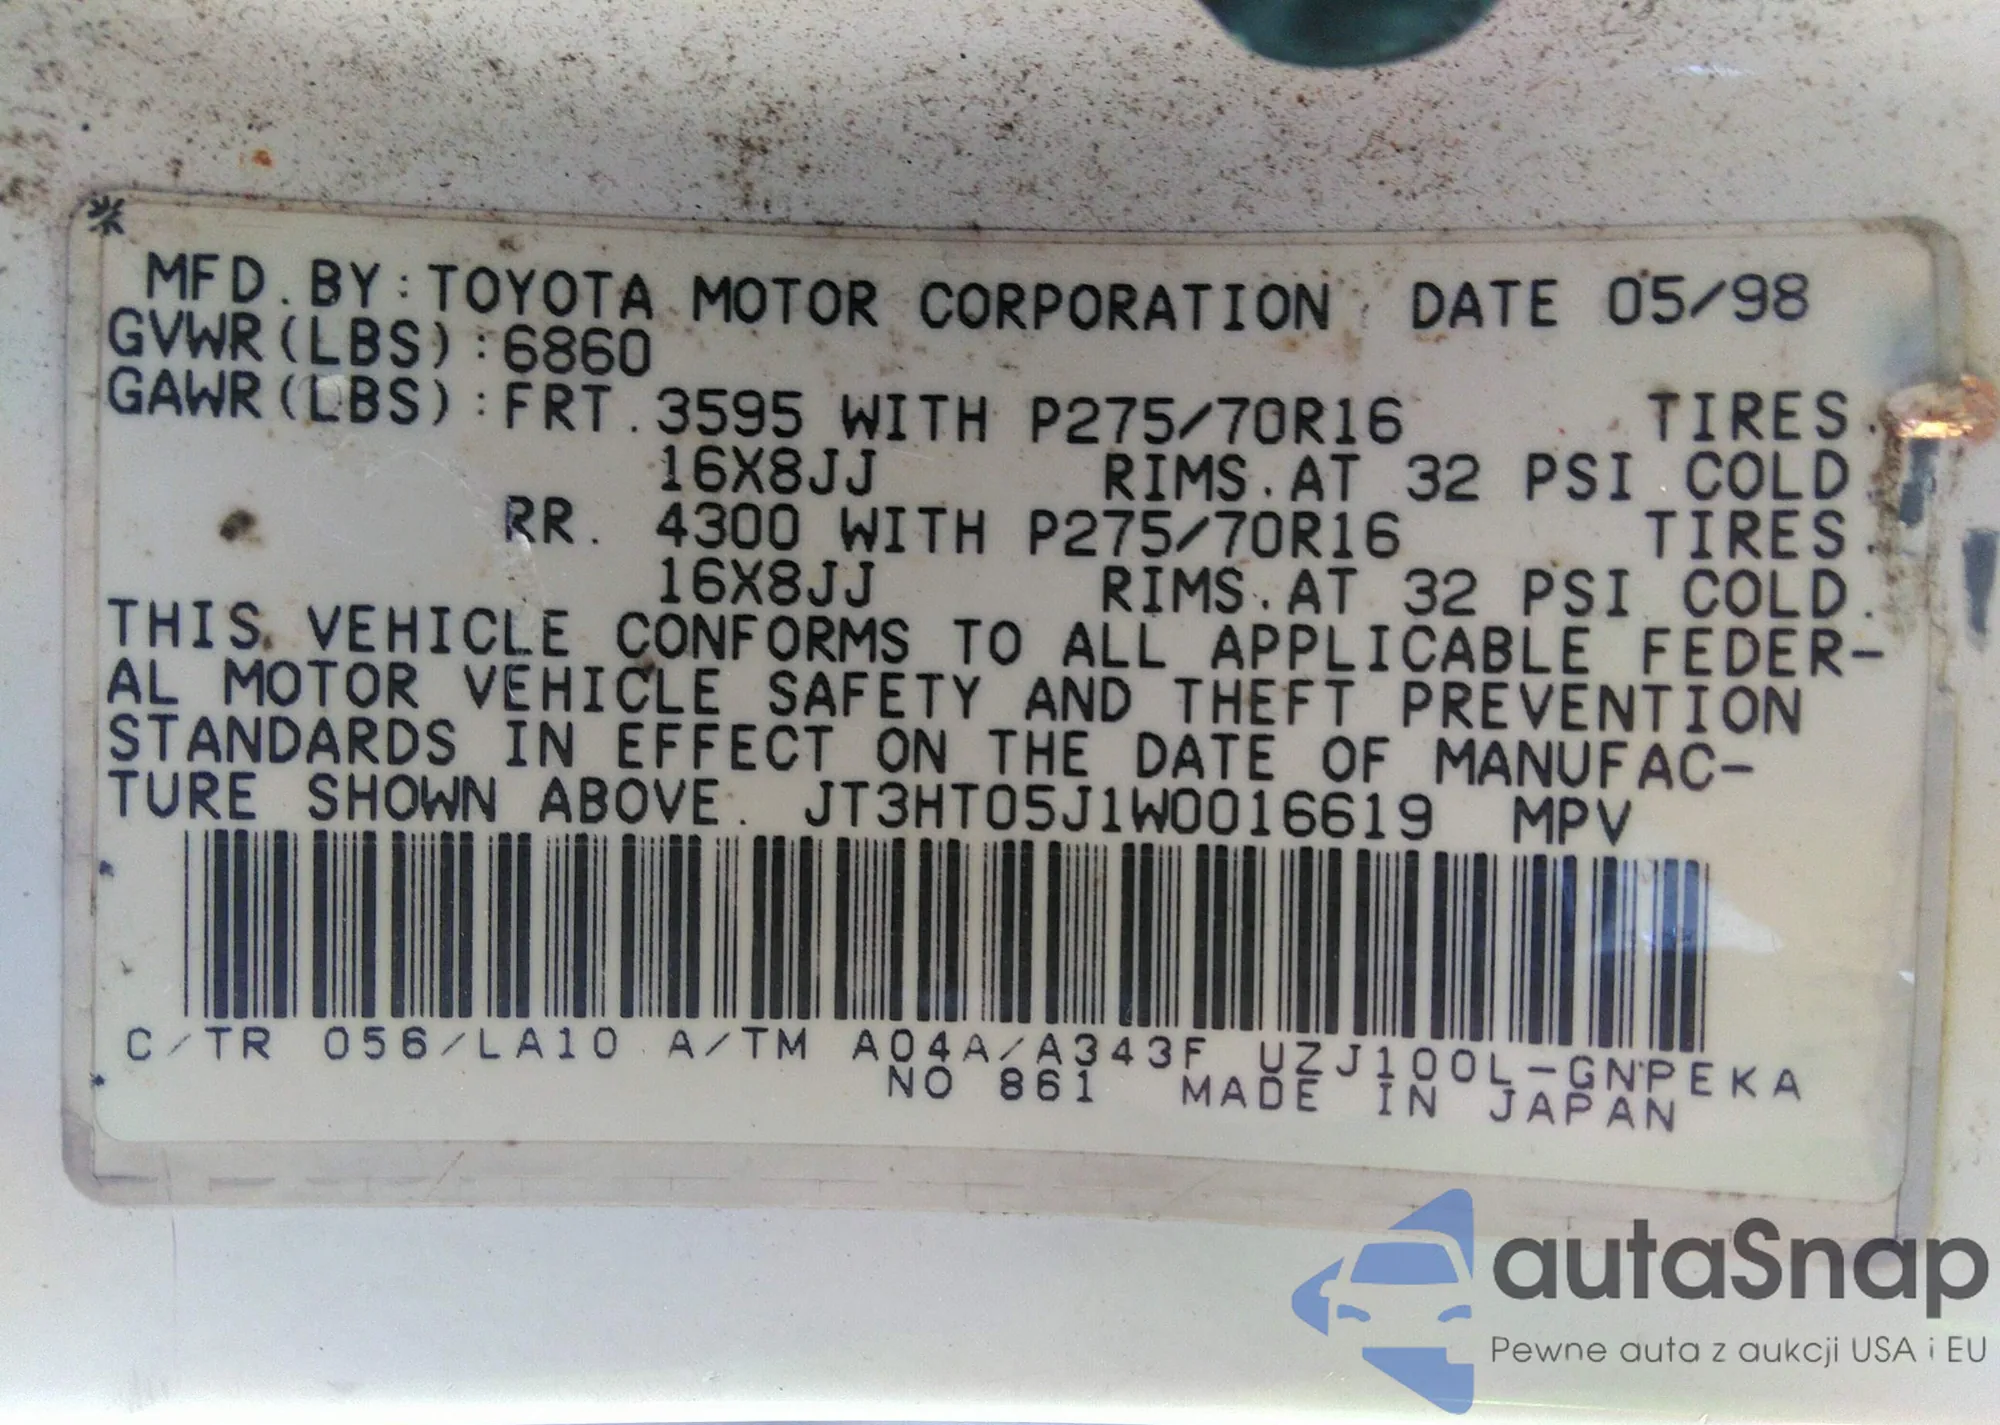 MFD. BY: TOYOTA MOTOR CORPORATION DATE 05/98
GVWR(LBS):6860
GAWR(LBS):FRT. 3595 WITH P275/70R16 TIRES.
16X8JJ RIMS.AT 32 PSI COLD
RR. 4300 WITH P275/70R16 TIRES.
16X8JJ RIMS.AT 32 PSI COLD.
THIS VEHICLE CONFORMS TO ALL APPLICABLE FEDER-
AL MOTOR VEHICLE SAFETY AND THEFT PREVENTION
STANDARDS IN EFFECT ON THE DATE OF MANUFAC-
TURE SHOWN ABOVE. JT3HT05J1W0016619 MPV
C/TR 056/LA10 A/TM A04A/A343F UZJ100L-GNPEKA
NO 861 MADE IN JAPAN
autaSnap
Pewne auta z aukcji USA i EU